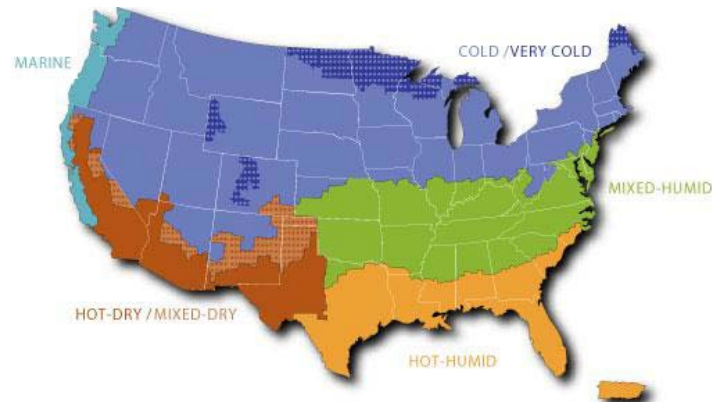 COLD / VERY COLD
MARINE
MIXED-HUMID
HOT-DRY / MIXED-DRY
HOT-HUMID